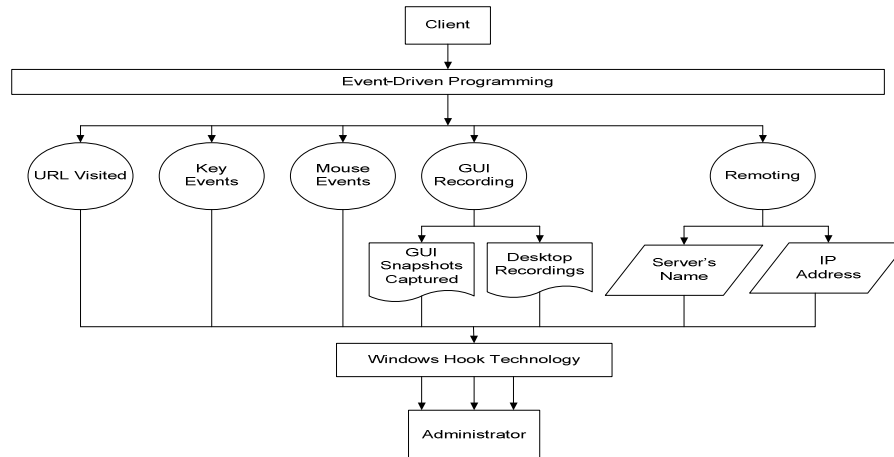 Client
Event-Driven Programming
URL Visited
Key
Events
Mouse
Events
GUI
Recording
Remoting
GUI
Snapshots
Captured
Desktop
Recordings
Server's
Name
IP
Address
Windows Hook Technology
Administrator